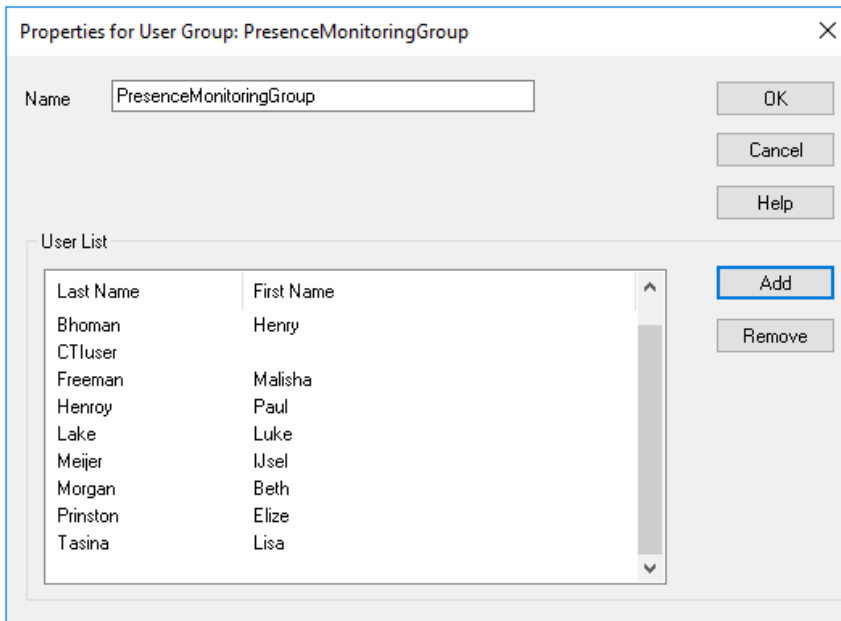 Properties for User Group: PresenceMonitoringGroup
Name PresenceMonitoringGroup
OK
Cancel
Help
User List
Last Name First Name
Add
Bhoman Henry
Remove
CTIuser
Freeman Malisha
Henroy Paul
Lake Luke
Meijer IJsel
Morgan Beth
Prinston Elize
Tasina Lisa